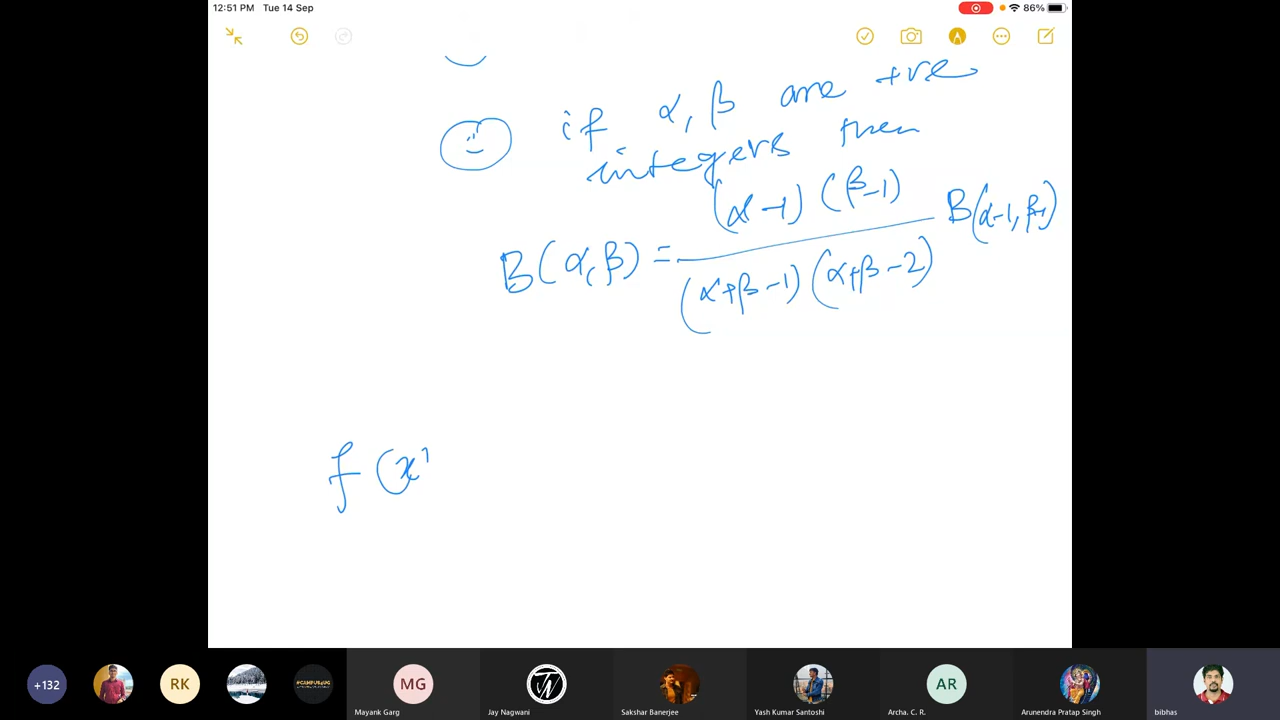 12:51 PM Tue 14 Sep
86%
if α, β are +ve
integers then
(α-1) (β-1)
B(α,β) = ――― B(α-1, β-1)
(α+β-1)(α+β-2)
f(x)
+132
RK
#CAMPUS4UG
MG
Mayank Garg
Jay Nagwani
Sakshar Banerjee
Yash Kumar Santoshi
AR
Archa. C. R.
Arunendra Pratap Singh
bibhas